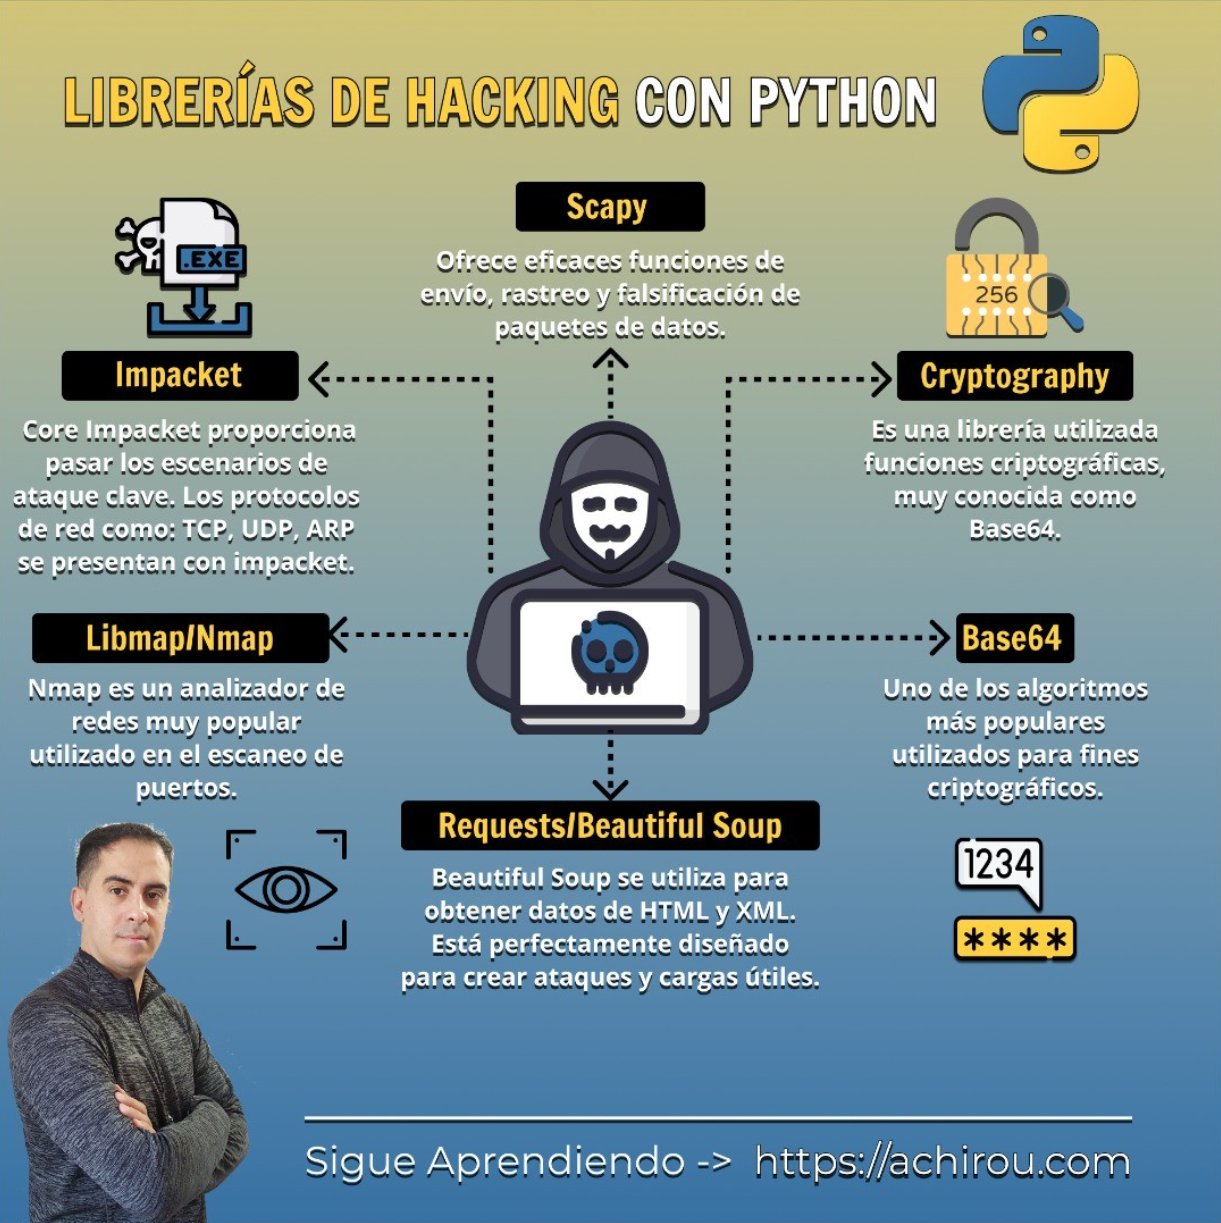 LIBRERÍAS DE HACKING CON PYTHON
Scapy
Ofrece eficaces funciones de
envío, rastreo y falsificación de
paquetes de datos.
.EXE
Impacket
Core Impacket proporciona
pasar los escenarios de
ataque clave. Los protocolos
de red como: TCP, UDP, ARP
se presentan con impacket.
256
Cryptography
Es una librería utilizada
funciones criptográficas,
muy conocida como
Base64.
Libmap/Nmap
Nmap es un analizador de
redes muy popular
utilizado en el escaneo de
puertos.
Base64
Uno de los algoritmos
más populares
utilizados para fines
criptográficos.
Requests/Beautiful Soup
Beautiful Soup se utiliza para
obtener datos de HTML y XML.
Está perfectamente diseñado
para crear ataques y cargas útiles.
1234
****
Sigue Aprendiendo -> https://achirou.com